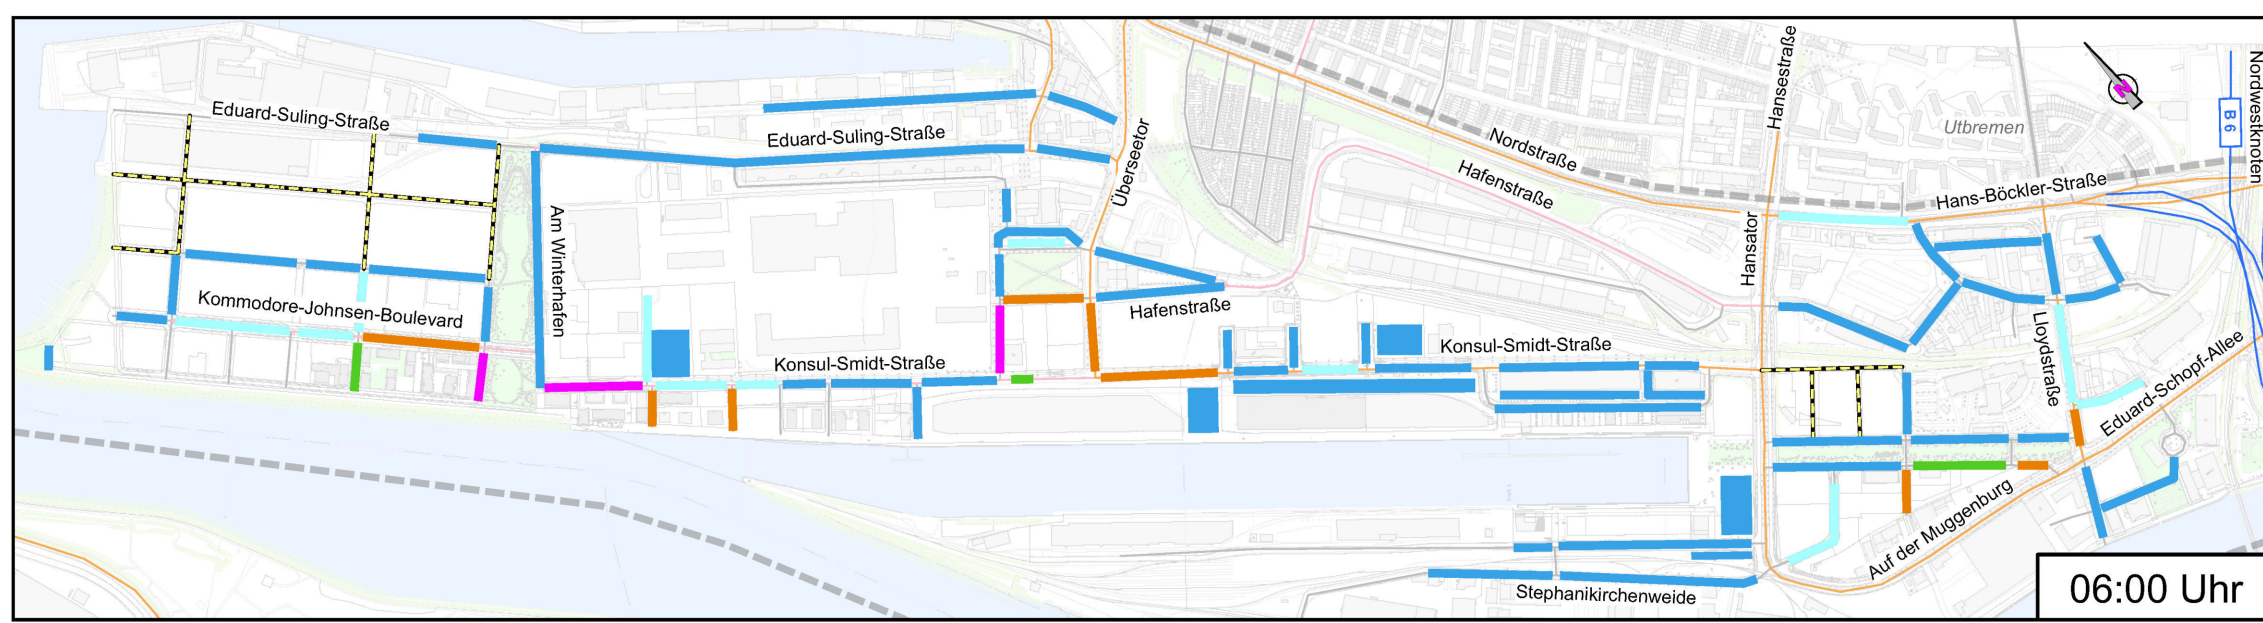 Eduard-Suling-Straße
Eduard-Suling-Straße
Überseetor
Hansestraße
Nordstraße
Hafenstraße
Utbremen
B 6
Nordwestknoten
N
Hans-Böckler-Straße
Am Winterhafen
Hansator
Kommodore-Johnsen-Boulevard
Hafenstraße
Konsul-Smidt-Straße
Konsul-Smidt-Straße
Lloydstraße
Eduard-Schopf-Allee
Auf der Muggenburg
Stephanikirchenweide
06:00 Uhr